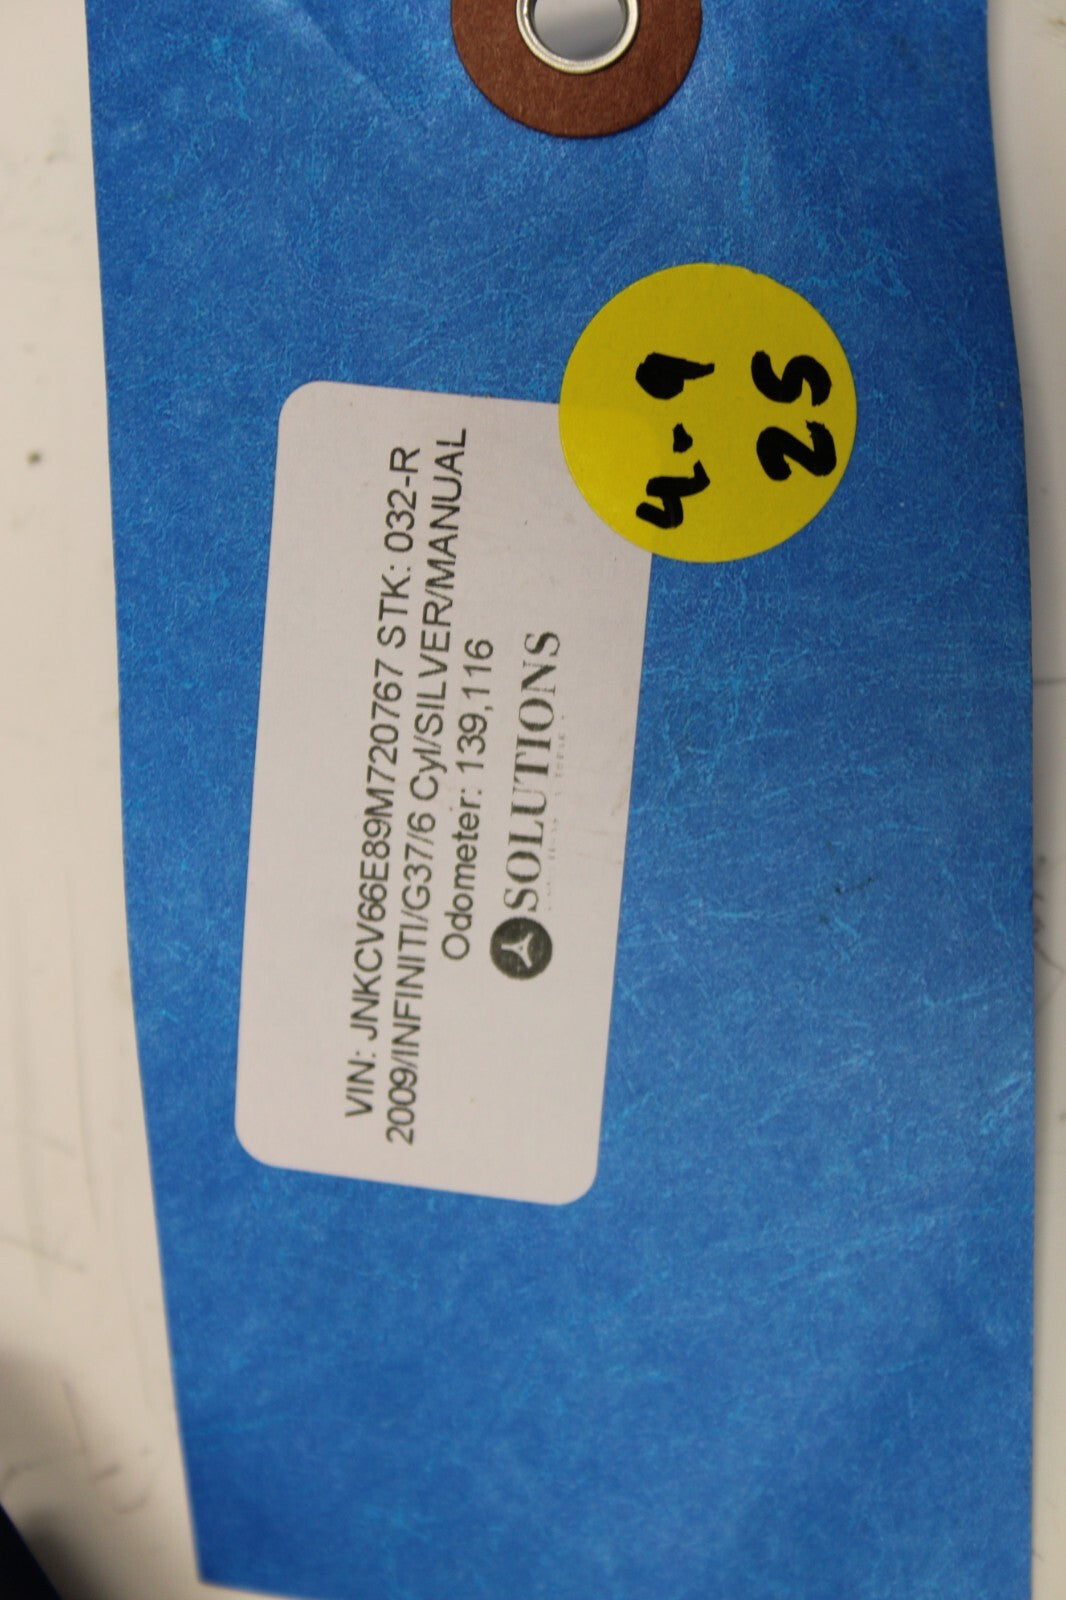 VIN: JNKCV66E89M720767 STK: 032-R
2009/INFINITI/G37/6 Cyl/SILVER/MANUAL
Odometer: 139,116
SOLUTIONS
4-9
25